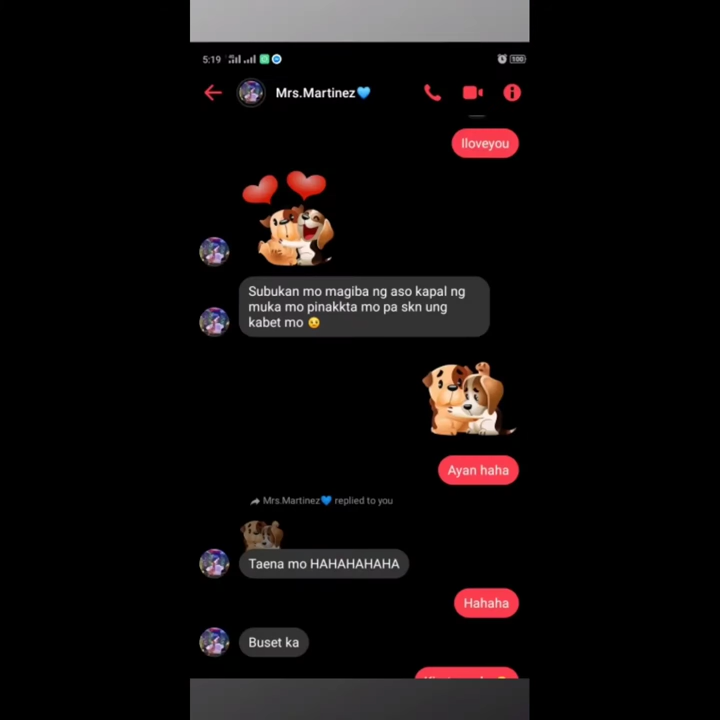 5:19
100
Mrs.Martinez💙
Iloveyou
Subukan mo magiba ng aso kapal ng
muka mo pinakkta mo pa skn ung
kabet mo 😉
Ayan haha
Mrs.Martinez💙 replied to you
Taena mo HAHAHAHAHA
Hahaha
Buset ka